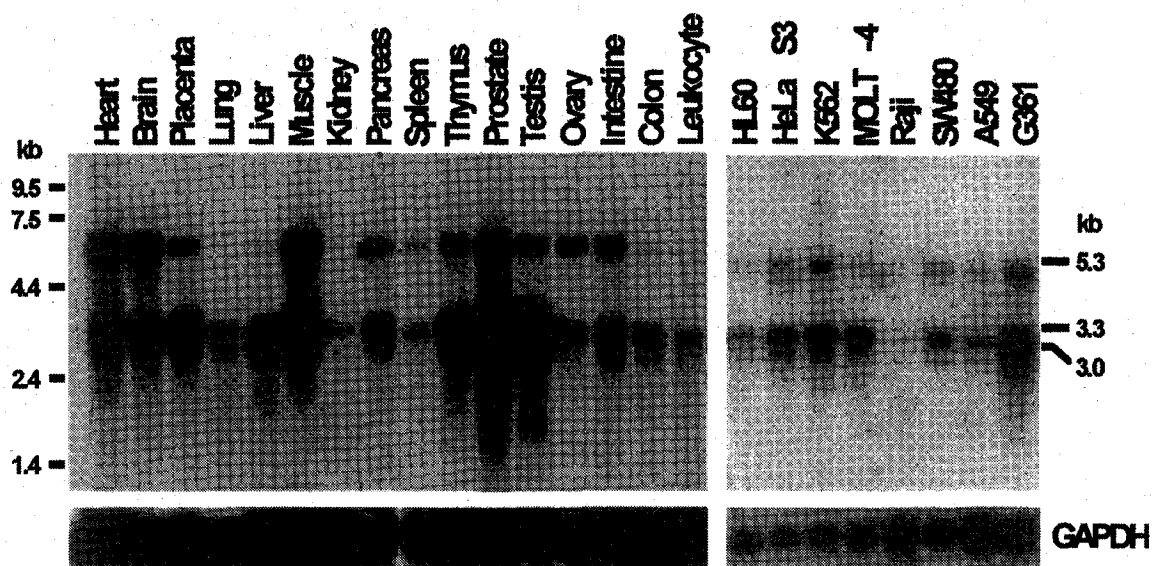 Heart Brain Placenta Lung Liver Muscle Kidney Pancreas Spleen Thymus Prostate Testis Ovary Intestine Colon Leukocyte HL60 HeLa S3 K562 MOLT -4 Raji SW480 A549 G361
kb
9.5
7.5
4.4
2.4
1.4
kb
5.3
3.3
3.0
GAPDH